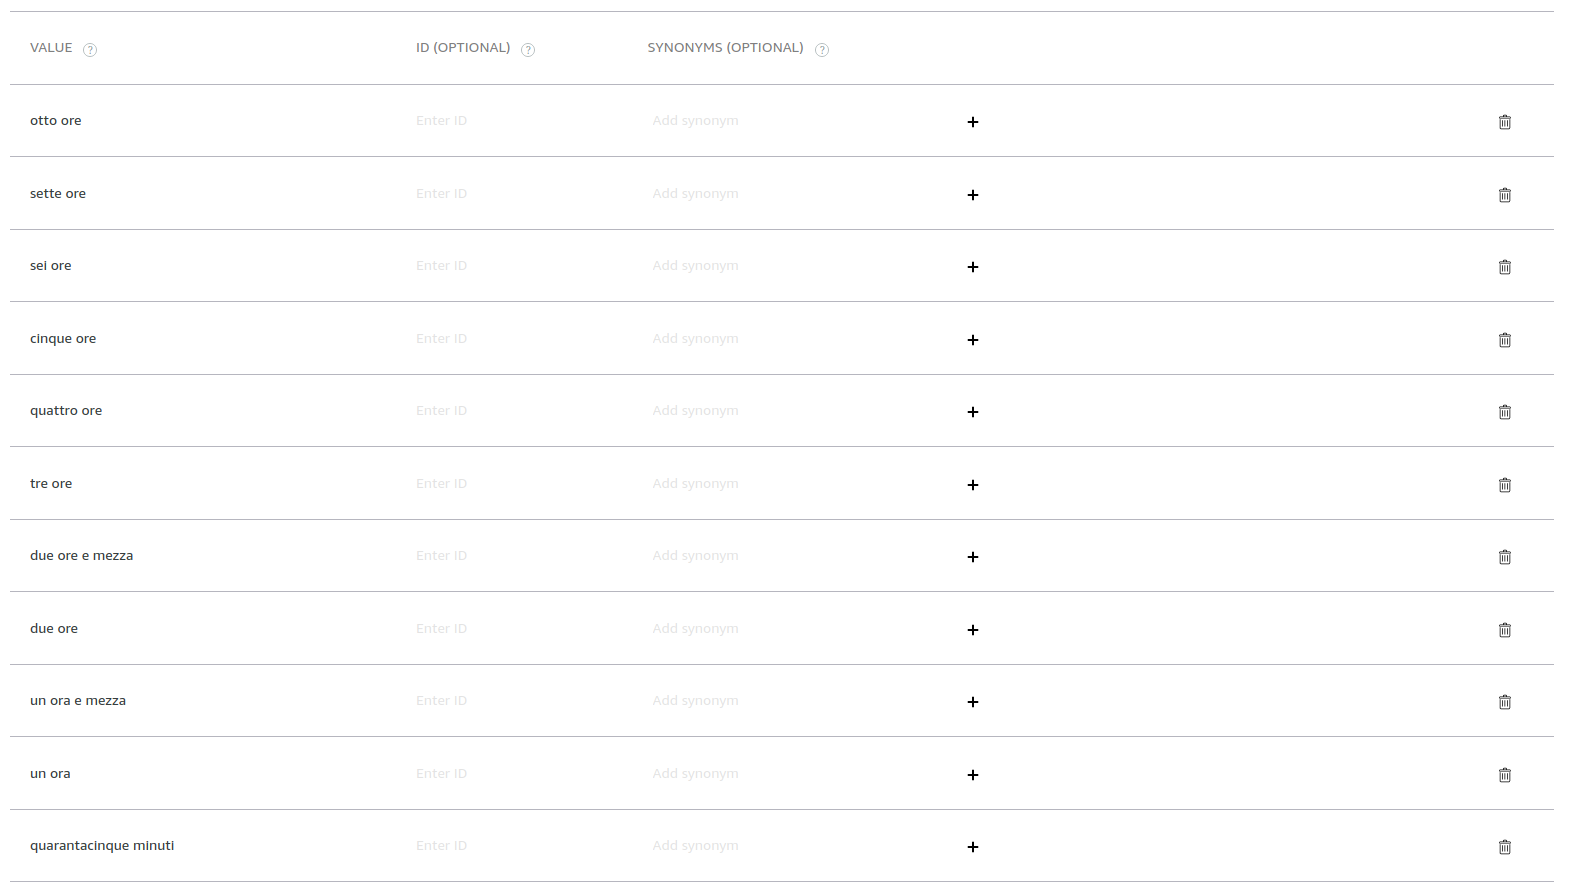 VALUE ? ID (OPTIONAL) ? SYNONYMS (OPTIONAL) ?
otto ore Enter ID Add synonym +
sette ore Enter ID Add synonym +
sei ore Enter ID Add synonym +
cinque ore Enter ID Add synonym +
quattro ore Enter ID Add synonym +
tre ore Enter ID Add synonym +
due ore e mezza Enter ID Add synonym +
due ore Enter ID Add synonym +
un ora e mezza Enter ID Add synonym +
un ora Enter ID Add synonym +
quarantacinque minuti Enter ID Add synonym +